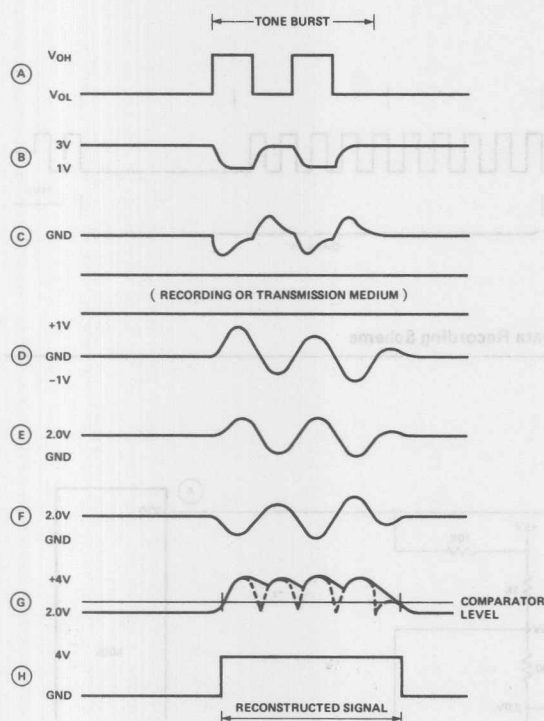 TONE BURST
A
VOH
VOL
B
3V
1V
C
GND
( RECORDING OR TRANSMISSION MEDIUM )
D
+1V
GND
−1V
E
2.0V
GND
F
2.0V
GND
G
+4V
2.0V
COMPARATOR
LEVEL
H
4V
GND
RECONSTRUCTED SIGNAL